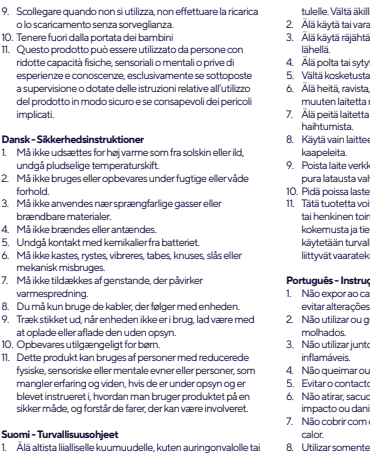 9. Scollegare quando non si utilizza, non effettuare la ricarica
o lo scaricamento senza sorveglianza.
10. Tenere fuori dalla portata dei bambini
11. Questo prodotto può essere utilizzato da persone con
ridotte capacità fisiche, sensoriali o mentali o prive di
esperienze e conoscenze, esclusivamente se sottoposte
a supervisione o dotate delle istruzioni relative all'utilizzo
del prodotto in modo sicuro e se consapevoli dei pericoli
implicati.
Dansk - Sikkerhedsinstruktioner
1. Må ikke udsættes for høj varme som fra solskin eller ild,
undgå pludselige temperaturskift.
2. Må ikke bruges eller opbevares under fugtige eller våde
forhold.
3. Må ikke anvendes nær sprængfarlige gasser eller
brændbare materialer.
4. Må ikke brændes eller antændes.
5. Undgå kontakt med kemikalier fra batteriet.
6. Må ikke kastes, rystes, vibreres, tabes, knuses, slås eller
mekanisk misbruges.
7. Må ikke tildækkes af genstande, der påvirker
varmespredning.
8. Du må kun bruge de kabler, der følger med enheden.
9. Træk stikket ud, når enheden ikke er i brug, lad være med
at oplade eller aflade den uden opsyn.
10. Opbevares utilgængeligt for børn.
11. Dette produkt kan bruges af personer med reducerede
fysiske, sensoriske eller mentale evner eller personer, som
mangler erfaring og viden, hvis de er under opsyn og er
blevet instrueret i, hvordan man bruger produktet på en
sikker måde, og forstår de farer, der kan være involveret.
Suomi - Turvallisuusohjeet
1. Älä altista liialliselle kuumuudelle, kuten auringonvalolle tai
tulelle. Vältä äkill
2. Älä käytä tai vara
3. Älä käytä räjähtä
lähellä.
4. Älä polta tai syty
5. Vältä kosketusta
6. Älä heitä, ravista,
muuten laitetta m
7. Älä peitä laitetta
haihtumista.
8. Käytä vain laittee
kaapeleita.
9. Poista laite verkk
pura latausta val
10. Pidä poissa laste
11. Tätä tuotetta voi
tai henkinen toim
kokemusta ja tie
käytetään turval
liittyvät vaarateki
Português - Instruç
1. Não expor ao ca
evitar alterações
2. Não utilizar ou gu
molhados.
3. Não utilizar junto
inflamáveis.
4. Não queimar ou
5. Evitar o contacto
6. Não atirar, sacud
impacto ou dani
7. Não cobrir com o
calor.
8. Utilizar somente